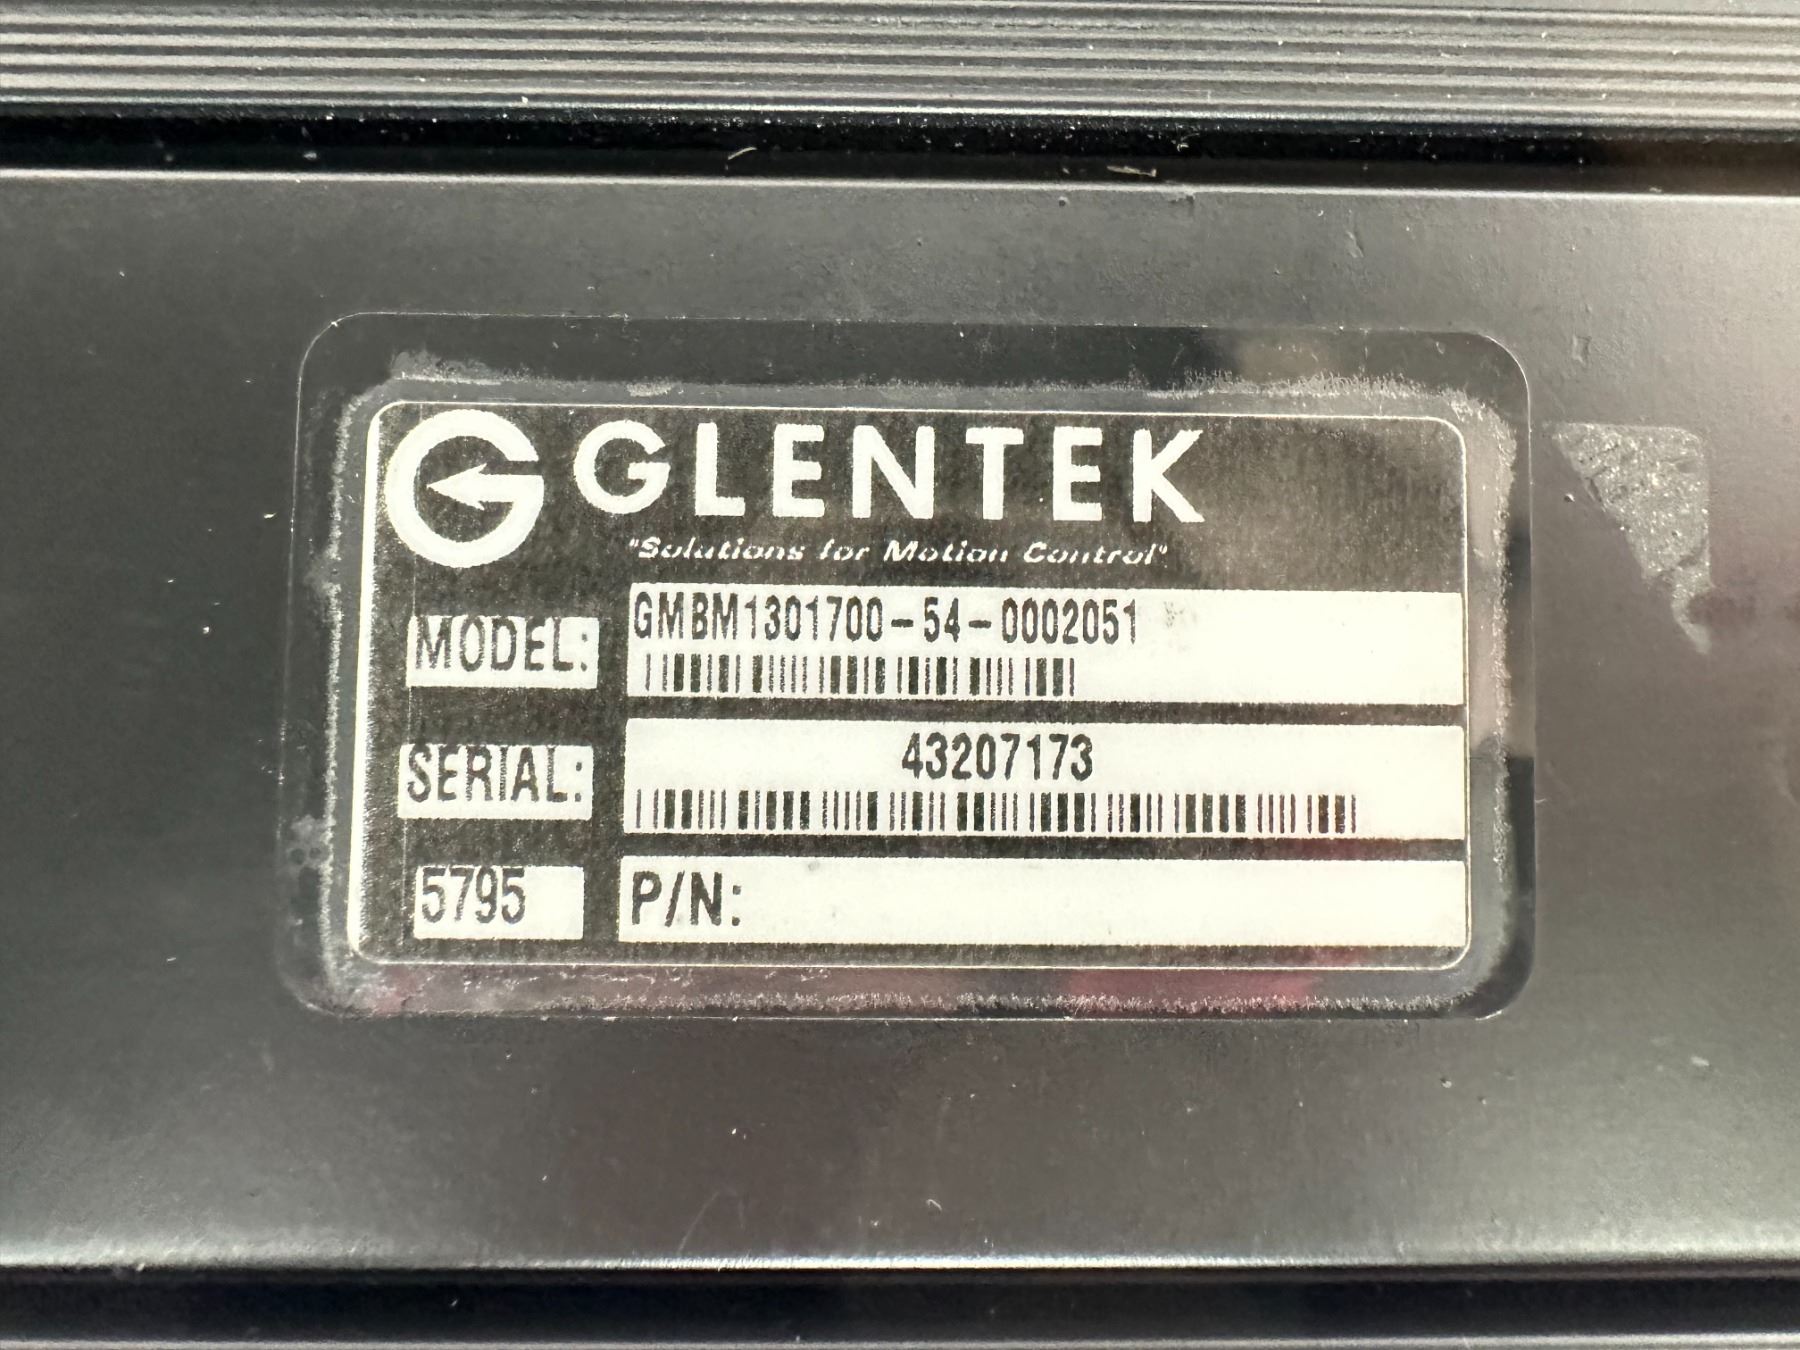 GLENTEK
"Solutions for Motion Control"
MODEL: GMBM1301700-54-0002051
SERIAL: 43207173
5795 P/N: